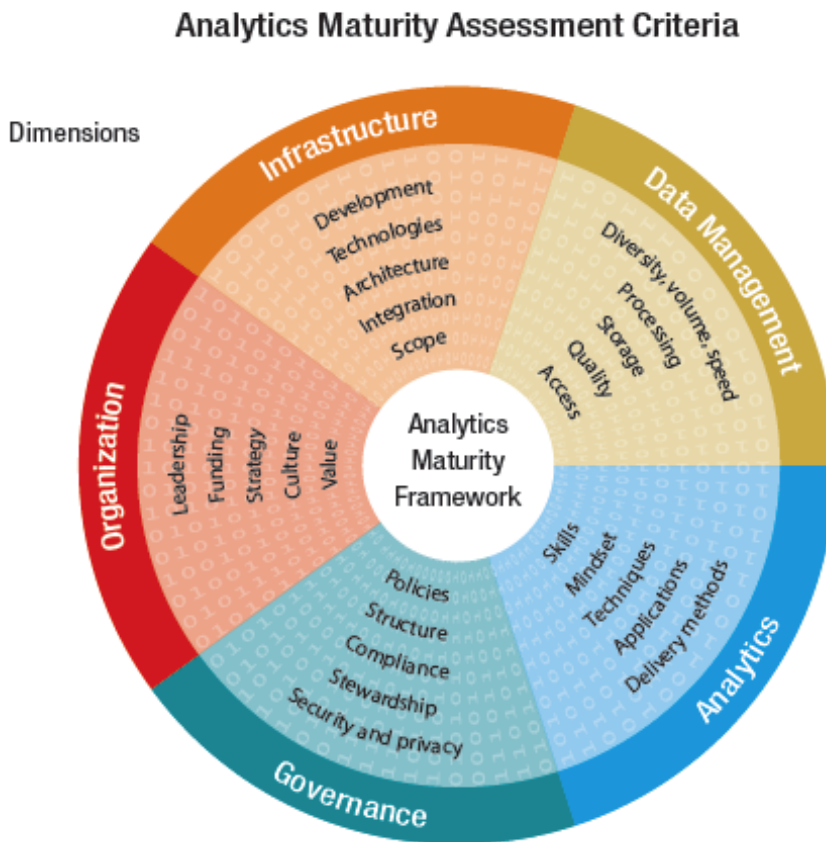 Analytics Maturity Assessment Criteria
Dimensions
Infrastructure
Development
Technologies
Architecture
Integration
Scope
Data Management
Diversity, volume, speed
Processing
Storage
Quality
Access
Analytics
Skills
Mindset
Techniques
Applications
Delivery methods
Governance
Policies
Structure
Compliance
Stewardship
Security and privacy
Organization
Leadership
Funding
Strategy
Culture
Value
Analytics
Maturity
Framework